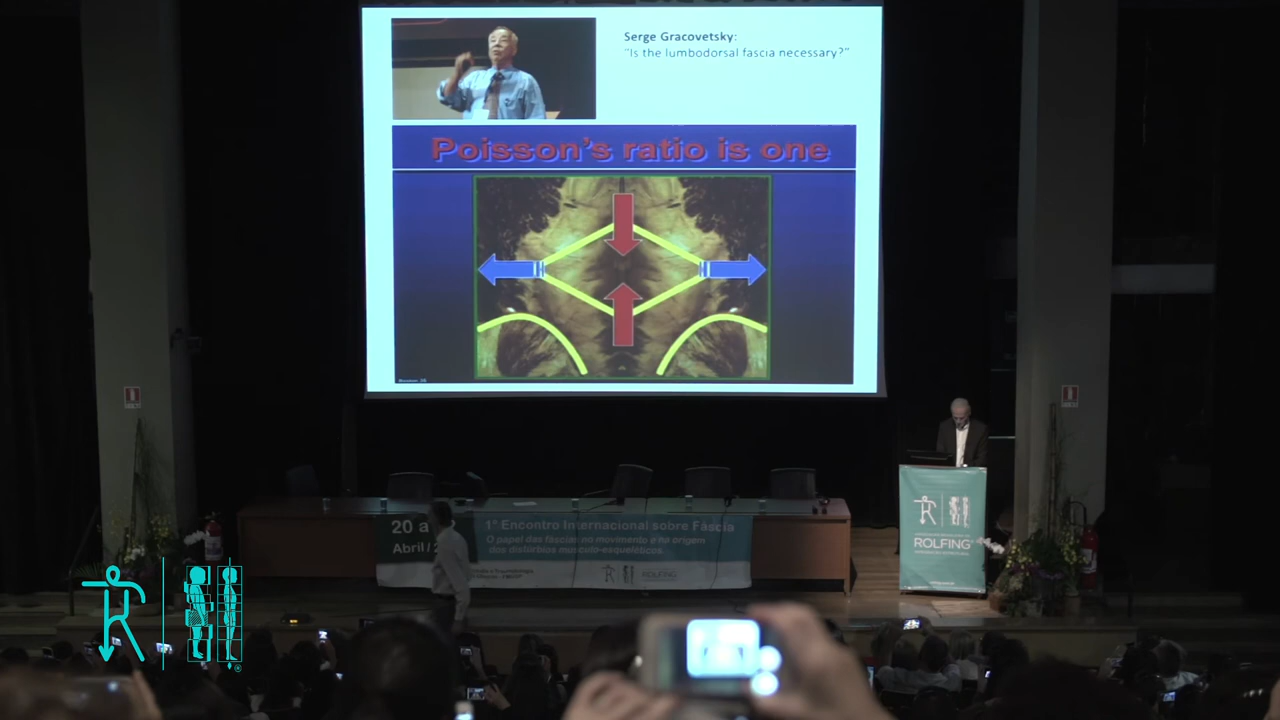 Serge Gracovetsky:
“Is the lumbodorsal fascia necessary?”
Poisson's ratio is one
20 a
Abril / 2
1º Encontro Internacional sobre Fáscia
O papel das fáscias no movimento e na origem
dos distúrbios músculo-esqueléticos.
ROLFING
ROLFING®